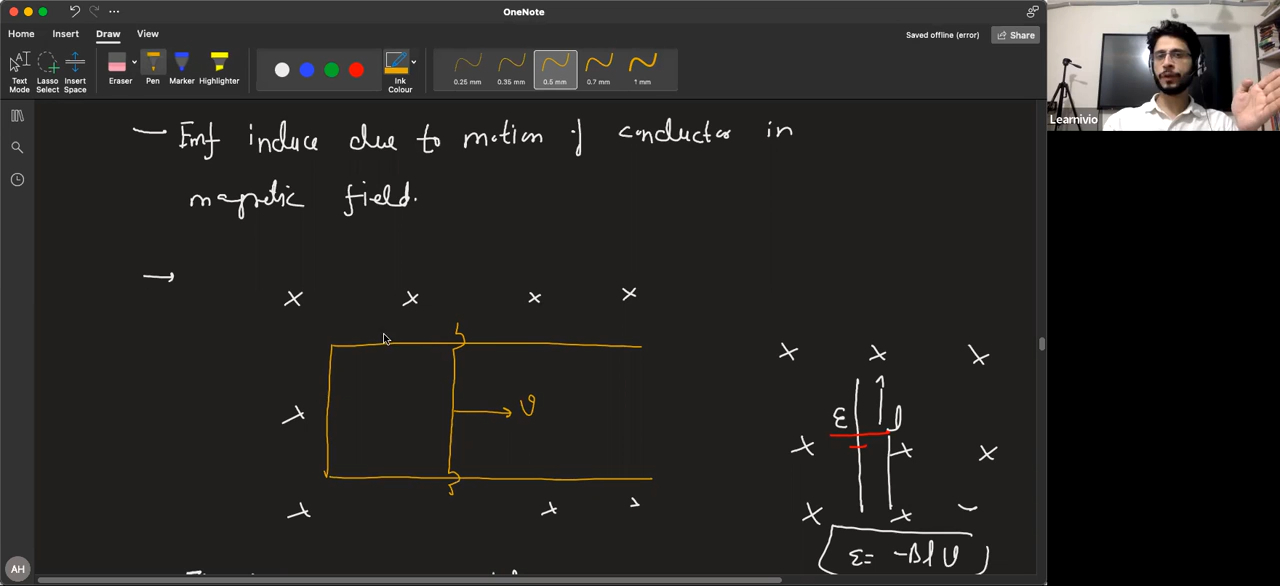 OneNote
Home Insert Draw View
Saved offline (error) Share
Text Mode Lasso Select Insert Space Eraser Pen Marker Highlighter
Ink Colour
0.25 mm 0.35 mm 0.5 mm 0.7 mm 1 mm
Learnivio
— Emf induce due to motion of conductor in
magnetic field.
→
x x x x
x x x
v
ε l
x
x x x
x x x
x x
ε = -Blv
AH